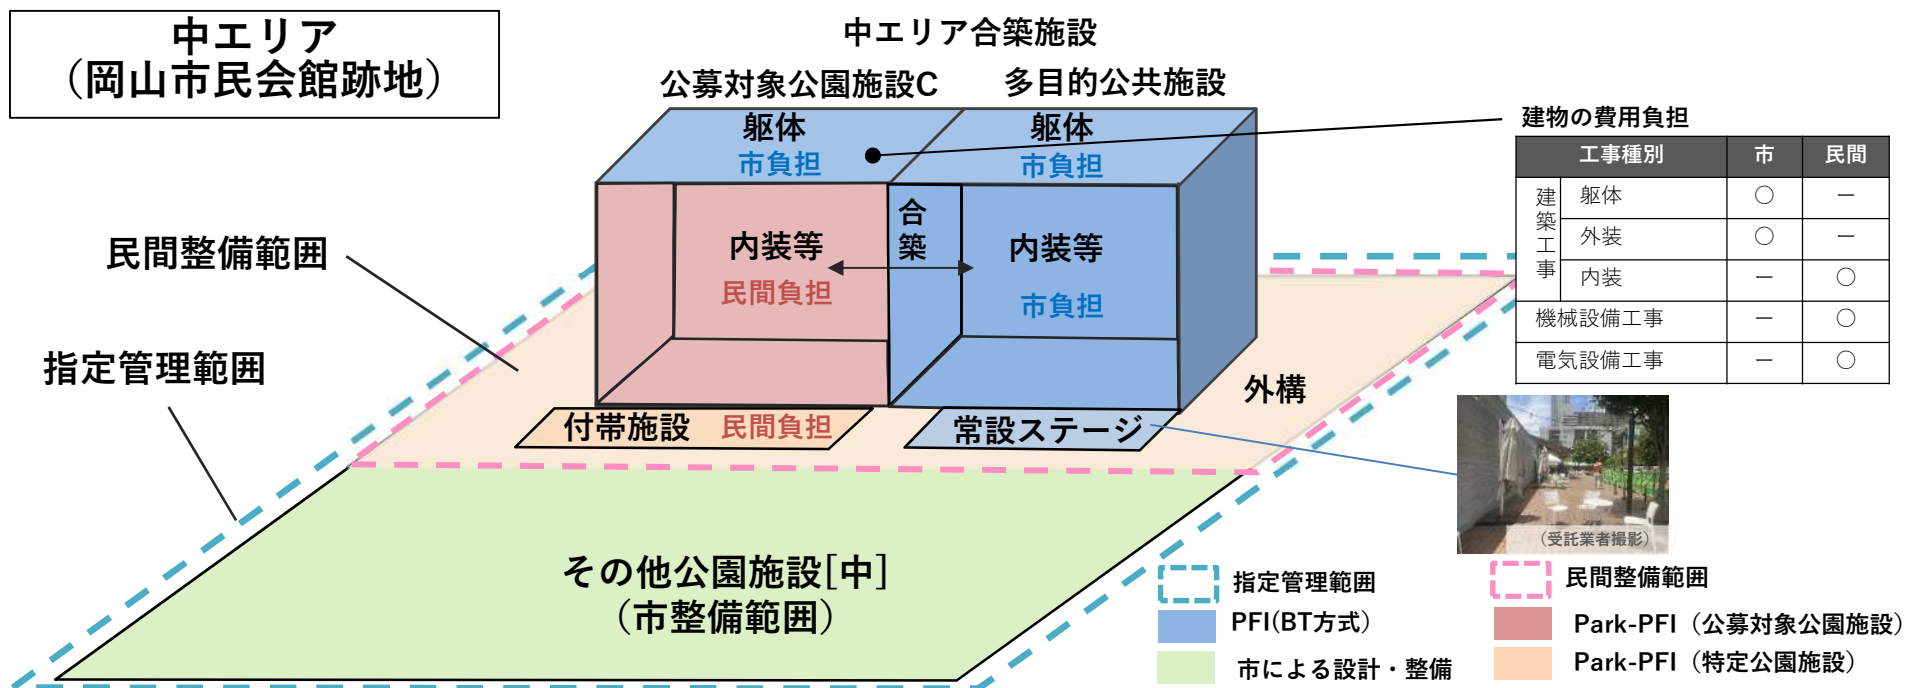 中エリア
（岡山市民会館跡地）
中エリア合築施設
公募対象公園施設C
多目的公共施設
躯体
市負担
躯体
市負担
内装等
民間負担
合築
内装等
市負担
民間整備範囲
指定管理範囲
付帯施設 民間負担
常設ステージ
外構
その他公園施設[中]
（市整備範囲）
建物の費用負担
工事種別 市 民間
建築工事
躯体 ○ ー
外装 ○ ー
内装 ー ○
機械設備工事 ー ○
電気設備工事 ー ○
（受託業者撮影）
指定管理範囲
民間整備範囲
PFI(BT方式)
Park-PFI（公募対象公園施設）
市による設計・整備
Park-PFI（特定公園施設）